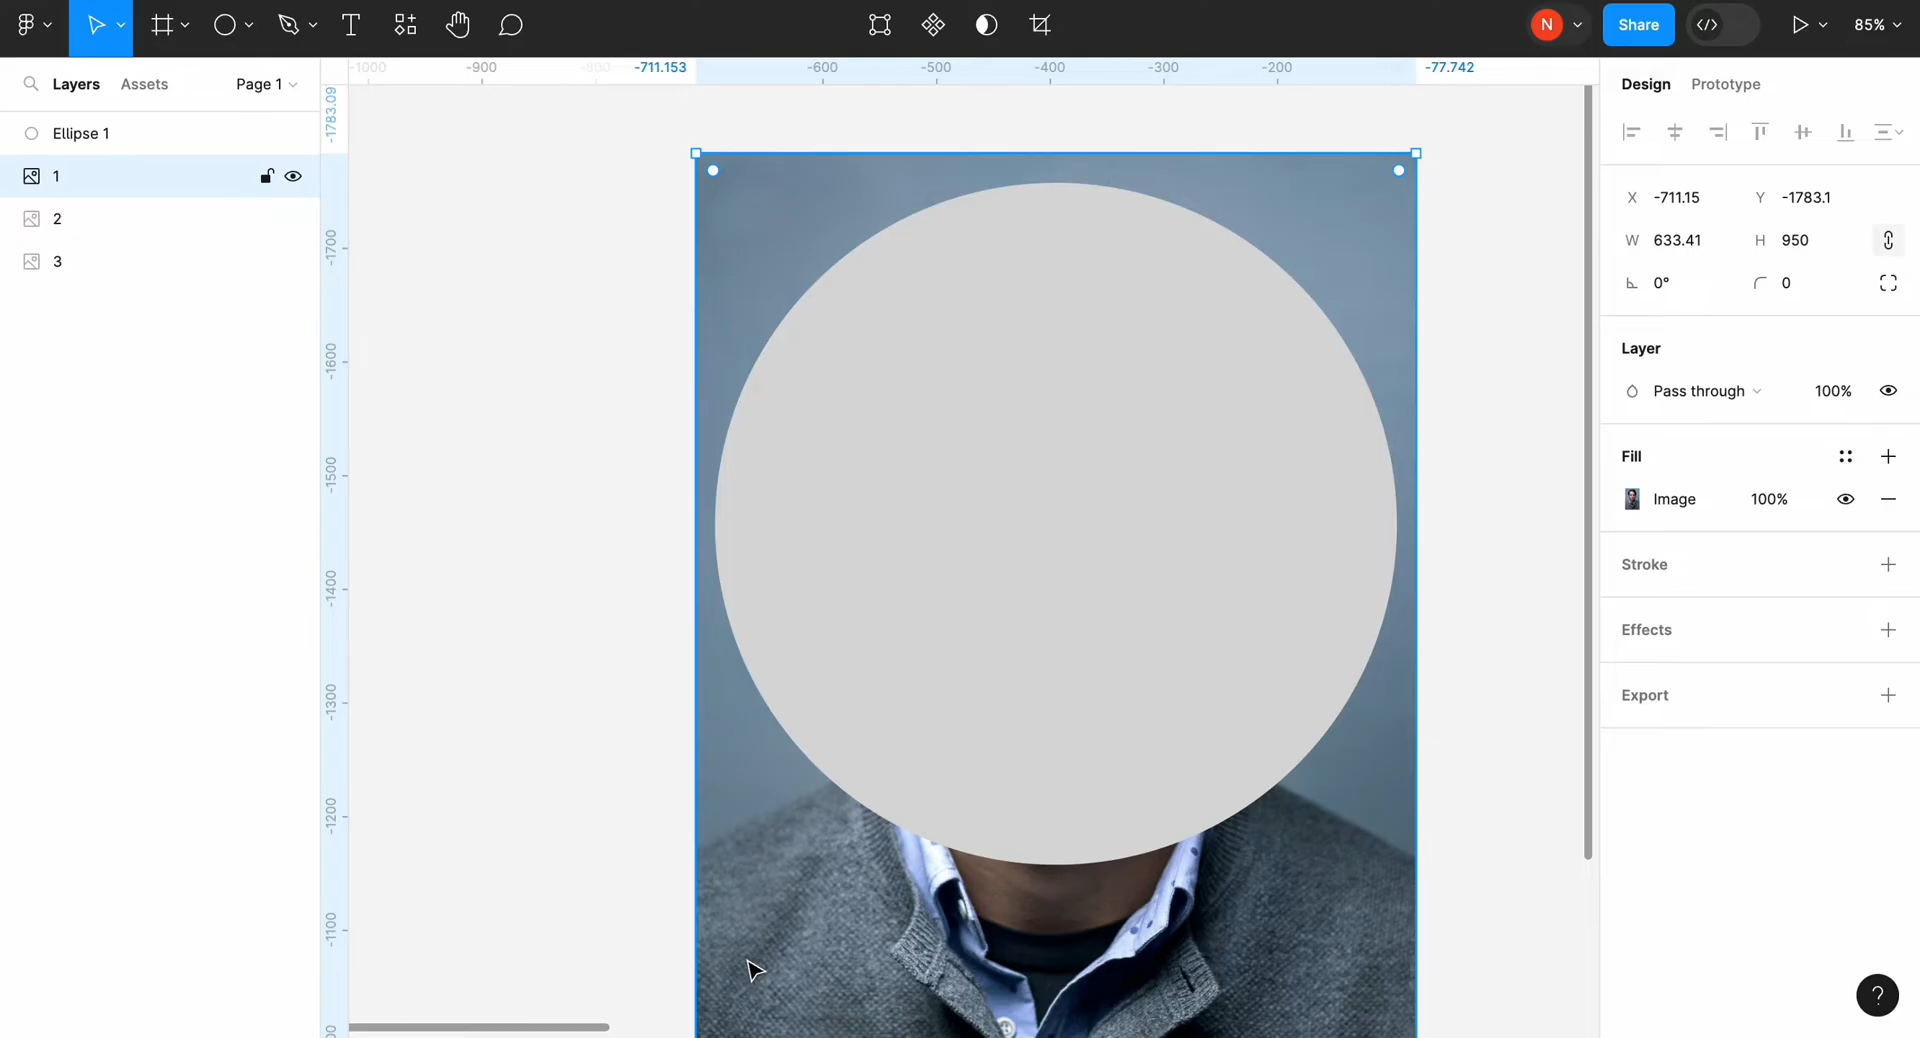 N
Share
85%
Layers
Assets
Page 1
-1000
-900
-800
-711.153
-600
-500
-400
-300
-200
-77.742
Design
Prototype
Ellipse 1
1
2
3
-1783.09
-1700
-1600
-1500
-1400
-1300
-1200
-1100
X -711.15 Y -1783.1
W 633.41 H 950
0° 0
Layer
Pass through 100%
Fill
Image 100%
Stroke
Effects
Export
?